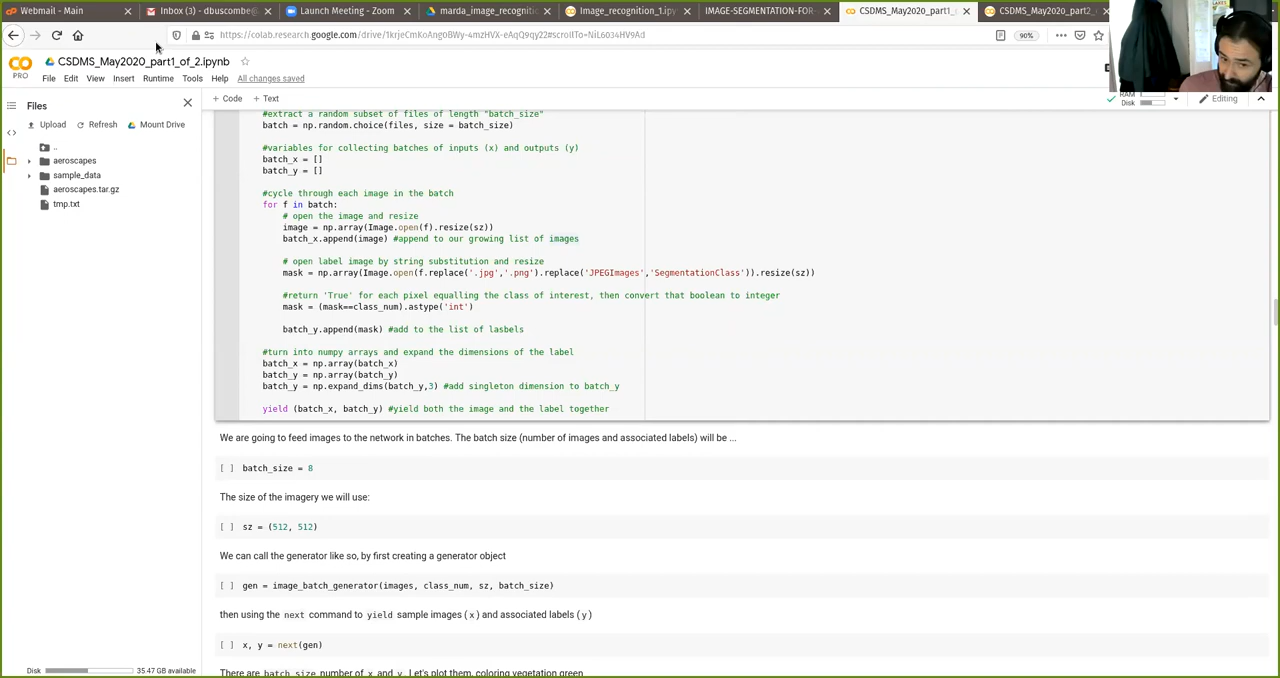 Webmail - Main
Inbox (3) - dbuscombe@
Launch Meeting - Zoom
marda_image_recogniti
Image_recognition_1.ipy
IMAGE-SEGMENTATION-FOR-
CSDMS_May2020_part1_
CSDMS_May2020_part2_
https://colab.research.google.com/drive/1krjeCmKoAng0BWy-4mzHVX-eAqQ9qy22#scrollTo=NiL6034HV9Ad
90%
CO
PRO
CSDMS_May2020_part1_of_2.ipynb
File Edit View Insert Runtime Tools Help All changes saved
Files
+ Code + Text
RAM
Disk
Editing
Upload Refresh Mount Drive
..
aeroscapes
sample_data
aeroscapes.tar.gz
tmp.txt
#extract a random subset of files of length "batch_size"
batch = np.random.choice(files, size = batch_size)
#variables for collecting batches of inputs (x) and outputs (y)
batch_x = []
batch_y = []
#cycle through each image in the batch
for f in batch:
# open the image and resize
image = np.array(Image.open(f).resize(sz))
batch_x.append(image) #append to our growing list of images
# open label image by string substitution and resize
mask = np.array(Image.open(f.replace('.jpg','.png').replace('JPEGImages','SegmentationClass')).resize(sz))
#return 'True' for each pixel equalling the class of interest, then convert that boolean to integer
mask = (mask==class_num).astype('int')
batch_y.append(mask) #add to the list of lasbels
#turn into numpy arrays and expand the dimensions of the label
batch_x = np.array(batch_x)
batch_y = np.array(batch_y)
batch_y = np.expand_dims(batch_y,3) #add singleton dimension to batch_y
yield (batch_x, batch_y) #yield both the image and the label together
We are going to feed images to the network in batches. The batch size (number of images and associated labels) will be ...
[ ] batch_size = 8
The size of the imagery we will use:
[ ] sz = (512, 512)
We can call the generator like so, by first creating a generator object
[ ] gen = image_batch_generator(images, class_num, sz, batch_size)
then using the next command to yield sample images (x) and associated labels (y)
[ ] x, y = next(gen)
There are batch_size number of x and y. Let's plot them, coloring vegetation green
Disk 35.47 GB available